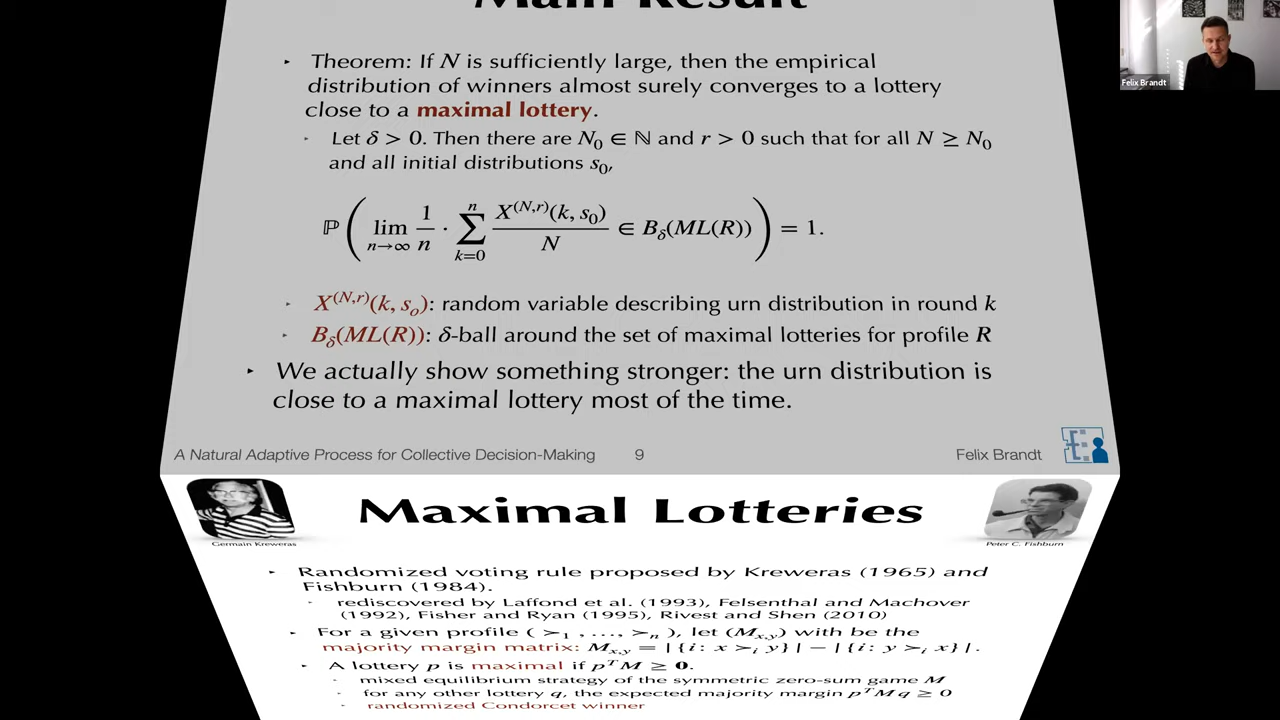 Main Result
Felix Brandt
▸ Theorem: If N is sufficiently large, then the empirical
distribution of winners almost surely converges to a lottery
close to a maximal lottery.
▸ Let δ > 0. Then there are N₀ ∈ ℕ and r > 0 such that for all N ≥ N₀
and all initial distributions s₀,
ℙ ( lim_{n→∞} 1/n · ∑_{k=0}^{n} X^{(N,r)}(k, s₀)/N ∈ B_δ(ML(R)) ) = 1.
▸ X^{(N,r)}(k, s_o): random variable describing urn distribution in round k
▸ B_δ(ML(R)): δ-ball around the set of maximal lotteries for profile R
▸ We actually show something stronger: the urn distribution is
close to a maximal lottery most of the time.
A Natural Adaptive Process for Collective Decision-Making 9 Felix Brandt
Maximal Lotteries
Germain Kreweras
Peter C. Fishburn
▸ Randomized voting rule proposed by Kreweras (1965) and
Fishburn (1984).
▸ rediscovered by Laffond et al. (1993), Felsenthal and Machover
(1992), Fisher and Ryan (1995), Rivest and Shen (2010)
▸ For a given profile (≻₁, …, ≻ₙ), let (M_{x,y}) with be the
majority margin matrix: M_{x,y} = |{i: x ≻ᵢ y}| − |{i: y ≻ᵢ x}|.
▸ A lottery p is maximal if pᵀM ≥ 0.
▸ mixed equilibrium strategy of the symmetric zero-sum game M
▸ for any other lottery q, the expected majority margin pᵀMq ≥ 0
▸ randomized Condorcet winner